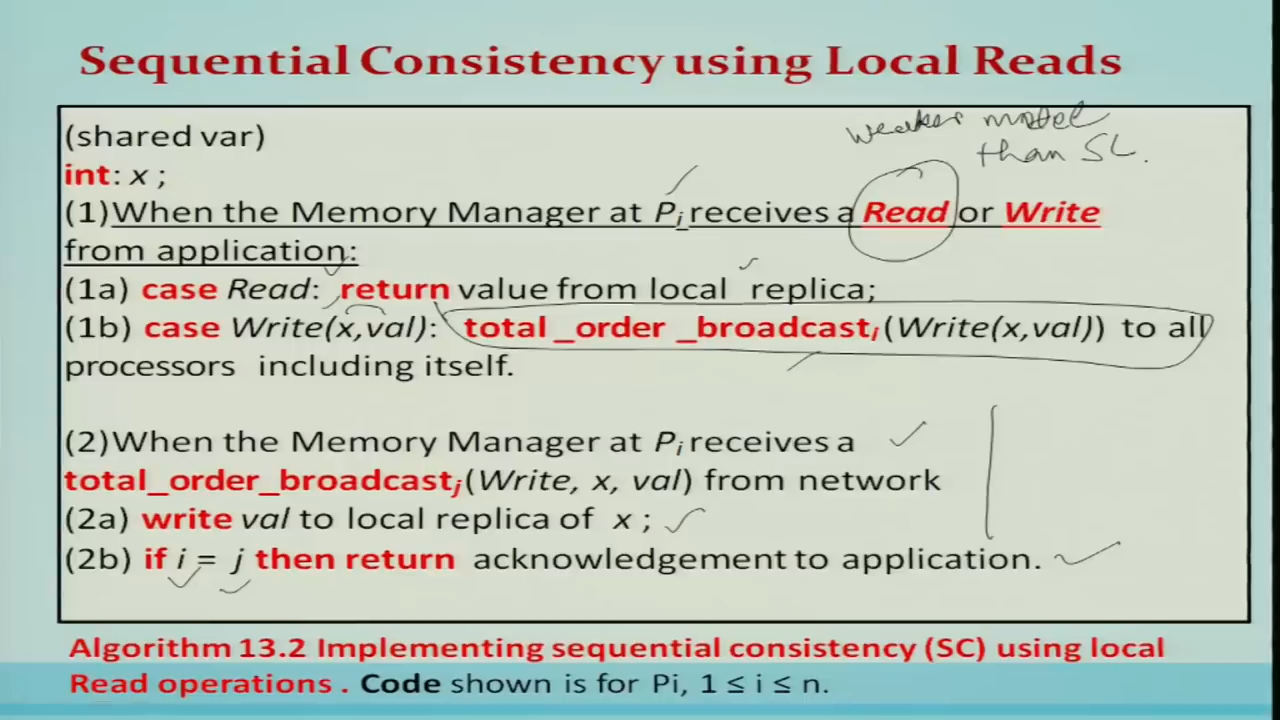 Sequential Consistency using Local Reads
weaker model
than SC.
(shared var)
int: x ;
(1)When the Memory Manager at Pi receives a Read or Write
from application:
(1a) case Read: return value from local replica;
(1b) case Write(x,val): total _order _broadcasti(Write(x,val)) to all
processors including itself.
(2)When the Memory Manager at Pi receives a
total_order_broadcastj(Write, x, val) from network
(2a) write val to local replica of x ;
(2b) if i = j then return acknowledgement to application.
Algorithm 13.2 Implementing sequential consistency (SC) using local
Read operations . Code shown is for Pi, 1 ≤ i ≤ n.